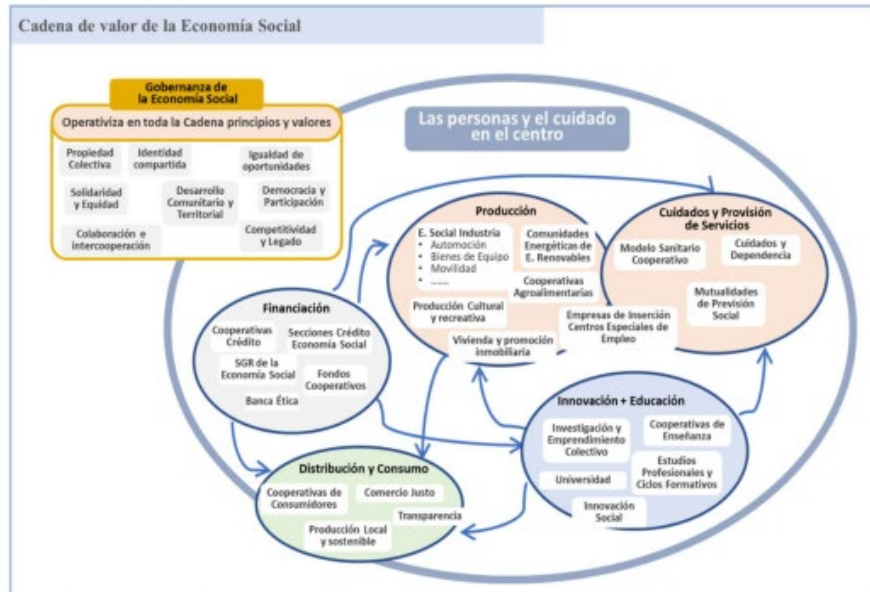 Cadena de valor de la Economía Social
Gobernanza de
la Economía Social
Operativiza en toda la Cadena principios y valores
Propiedad
Colectiva
Identidad
compartida
Igualdad de
oportunidades
Solidaridad
y Equidad
Desarrollo
Comunitario y
Territorial
Democracia y
Participación
Colaboración e
intercooperación
Competitividad
y Legado
Las personas y el cuidado
en el centro
Producción
E. Social Industria
• Automoción
• Bienes de Equipo
• Movilidad
• ........
Comunidades
Energéticas de
E. Renovables
Cooperativas
Agroalimentarias
Producción Cultural
y recreativa
Vivienda y promoción
inmobiliaria
Empresas de Inserción
Centros Especiales de
Empleo
Cuidados y Provisión
de Servicios
Modelo Sanitario
Cooperativo
Cuidados y
Dependencia
Mutualidades
de Previsión
Social
Financiación
Cooperativas
Crédito
Secciones Crédito
Economía Social
SGR de la
Economía Social
Fondos
Cooperativos
Banca Ética
Innovación + Educación
Investigación y
Emprendimiento
Colectivo
Cooperativas de
Enseñanza
Universidad
Estudios
Profesionales y
Ciclos Formativos
Innovación
Social
Distribución y Consumo
Cooperativas de
Consumidores
Comercio Justo
Transparencia
Producción Local
y sostenible